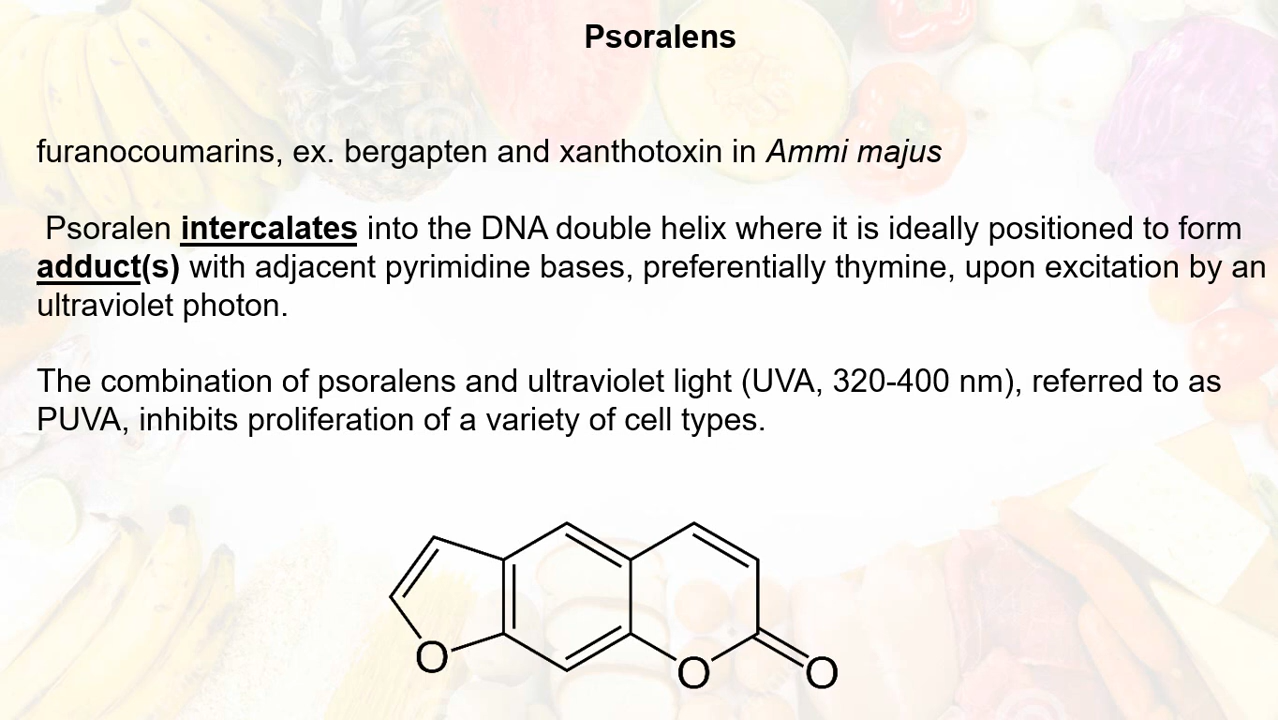 Psoralens
furanocoumarins, ex. bergapten and xanthotoxin in Ammi majus
Psoralen intercalates into the DNA double helix where it is ideally positioned to form
adduct(s) with adjacent pyrimidine bases, preferentially thymine, upon excitation by an
ultraviolet photon.
The combination of psoralens and ultraviolet light (UVA, 320-400 nm), referred to as
PUVA, inhibits proliferation of a variety of cell types.
O
O
O